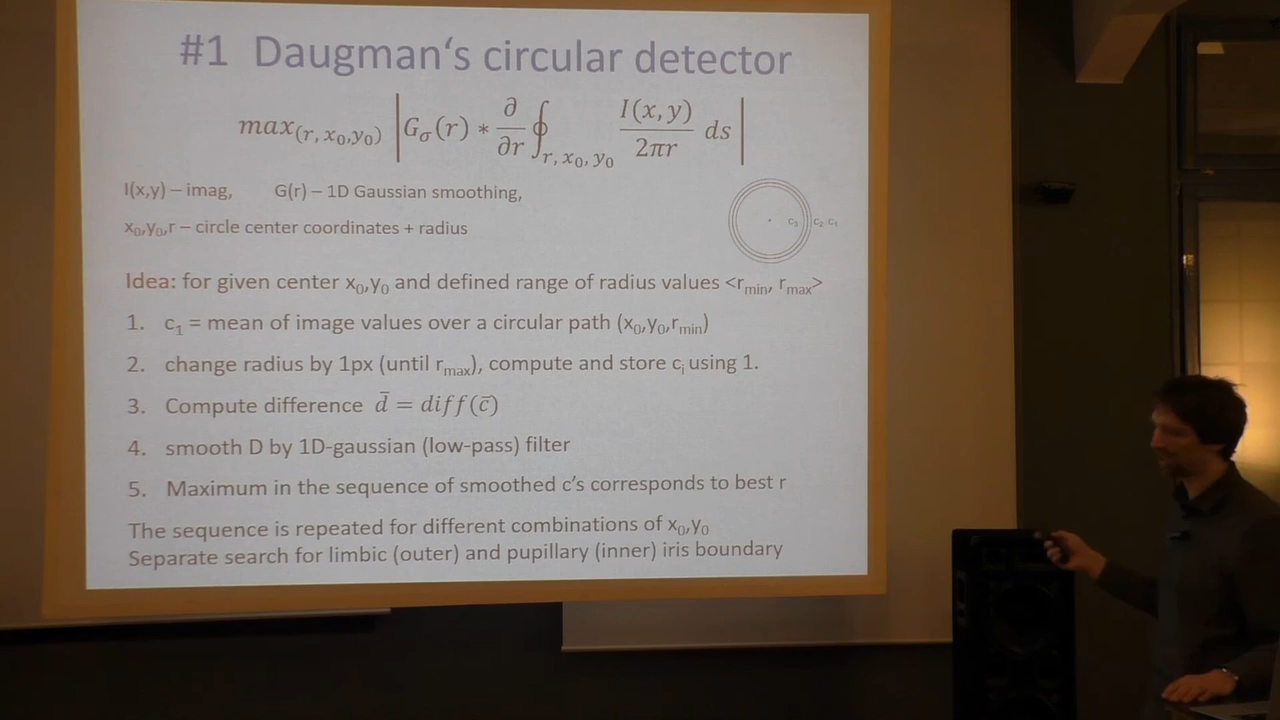 #1 Daugman's circular detector
max(r, x₀,y₀) |Gσ(r) ∗ ∂/∂r ∮r, x₀, y₀ I(x, y)/2πr ds|
I(x,y) – imag, G(r) – 1D Gaussian smoothing,
x₀,y₀,r – circle center coordinates + radius
c₃ c₂ c₁
Idea: for given center x₀,y₀ and defined range of radius values <rmin, rmax>
1. c₁ = mean of image values over a circular path (x₀,y₀,rmin)
2. change radius by 1px (until rmax), compute and store cᵢ using 1.
3. Compute difference d̄ = diff(c̄)
4. smooth D by 1D-gaussian (low-pass) filter
5. Maximum in the sequence of smoothed c's corresponds to best r
The sequence is repeated for different combinations of x₀,y₀
Separate search for limbic (outer) and pupillary (inner) iris boundary